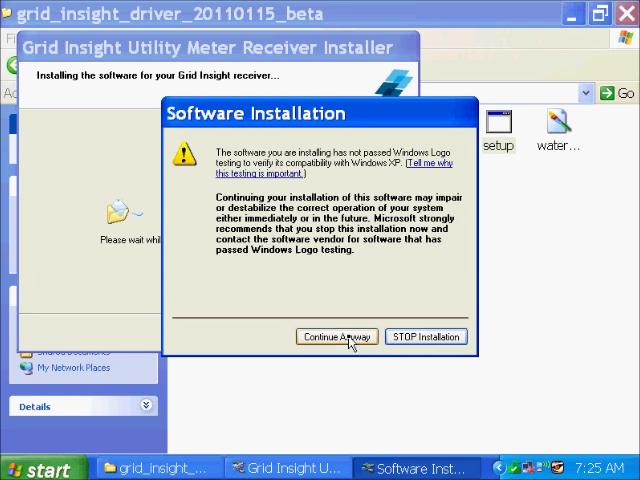 grid_insight_driver_20110115_beta
Grid Insight Utility Meter Receiver Installer
Installing the software for your Grid Insight receiver...
Go
Software Installation
The software you are installing has not passed Windows Logo
testing to verify its compatibility with Windows XP. (Tell me why
this testing is important.)
Continuing your installation of this software may impair
or destabilize the correct operation of your system
either immediately or in the future. Microsoft strongly
recommends that you stop this installation now and
contact the software vendor for software that has
passed Windows Logo testing.
Continue Anyway
STOP Installation
setup
water...
Please wait whil
Shared Documents
My Network Places
Details
start
grid_insight_...
Grid Insight U...
Software Inst...
7:25 AM